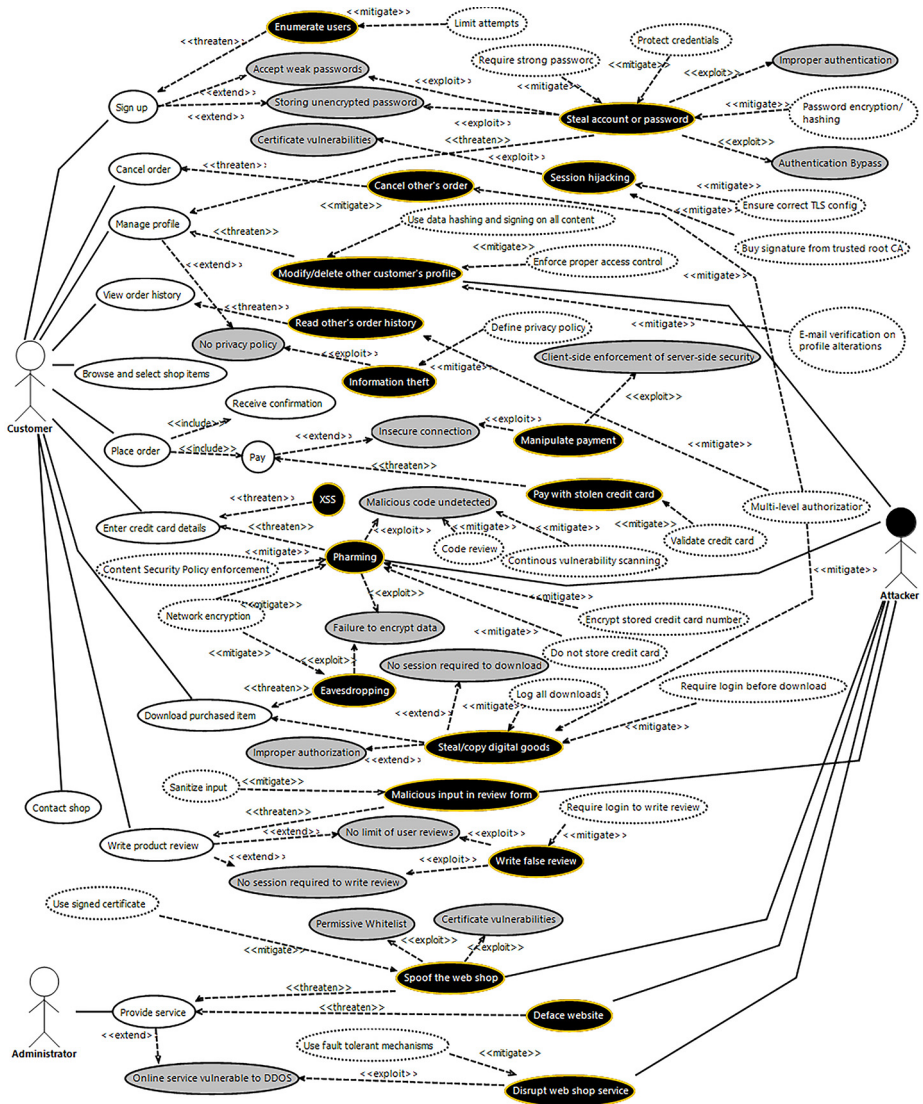 <<mitigate>>
Enumerate users
Limit attempts
<<threaten>>
Protect credentials
Require strong password
Accept weak passwords
<<mitigate>>
<<exploit>>
Improper authentication
<<exploit>>
<<mitigate>>
<<extend>>
Sign up
Storing unencrypted password
<<mitigate>>
Password encryption/
hashing
<<extend>>
<<exploit>>
Steal account or password
Certificate vulnerabilities
<<threaten>>
<<exploit>>
<<exploit>>
Authentication Bypass
Cancel order
<<threaten>>
Cancel other's order
Session hijacking
<<mitigate>>
<<mitigate>>
Ensure correct TLS config
Use data hashing and signing on all content
<<mitigate>>
Manage profile
<<threaten>>
<<mitigate>>
Buy signature from trusted root CA
<<extend>>
Enforce proper access control
Modify/delete other customer's profile
<<mitigate>>
View order history
<<threaten>>
Read other's order history
Define privacy policy
<<mitigate>>
E-mail verification on
profile alterations
No privacy policy
<<exploit>>
Client-side enforcement of server-side security
<<mitigate>>
Browse and select shop items
Information theft
<<exploit>>
Customer
Receive confirmation
<<include>>
Insecure connection
<<exploit>>
<<extend>>
Manipulate payment
Place order
<<include>>
Pay
<<mitigate>>
<<threaten>>
XSS
Pay with stolen credit card
<<threaten>>
Malicious code undetected
Multi-level authorization
Enter credit card details
<<exploit>>
<<mitigate>>
<<mitigate>>
<<mitigate>>
<<threaten>>
Validate credit card
<<mitigate>>
Pharming
Code review
Continous vulnerability scanning
Content Security Policy enforcement
<<mitigate>>
Attacker
<<exploit>>
<<mitigate>>
Network encryption
Failure to encrypt data
<<mitigate>>
Encrypt stored credit card number
<<mitigate>>
<<exploit>>
No session required to download
Do not store credit card
<<threaten>>
Eavesdropping
Log all downloads
Require login before download
<<mitigate>>
<<extend>>
Download purchased item
<<mitigate>>
Improper authorization
<<extend>>
Steal/copy digital goods
Sanitize input
<<mitigate>>
Malicious input in review form
Contact shop
<<threaten>>
Require login to write review
<<extend>>
No limit of user reviews
<<exploit>>
<<mitigate>>
Write product review
<<extend>>
<<exploit>>
Write false review
No session required to write review
Use signed certificate
Permissive Whitelist
Certificate vulnerabilities
<<exploit>>
<<exploit>>
<<mitigate>>
Spoof the web shop
<<threaten>>
<<threaten>>
Provide service
Deface website
<<extend>>
Use fault tolerant mechanisms
Administrator
<<mitigate>>
Online service vulnerable to DDOS
<<exploit>>
Disrupt web shop service